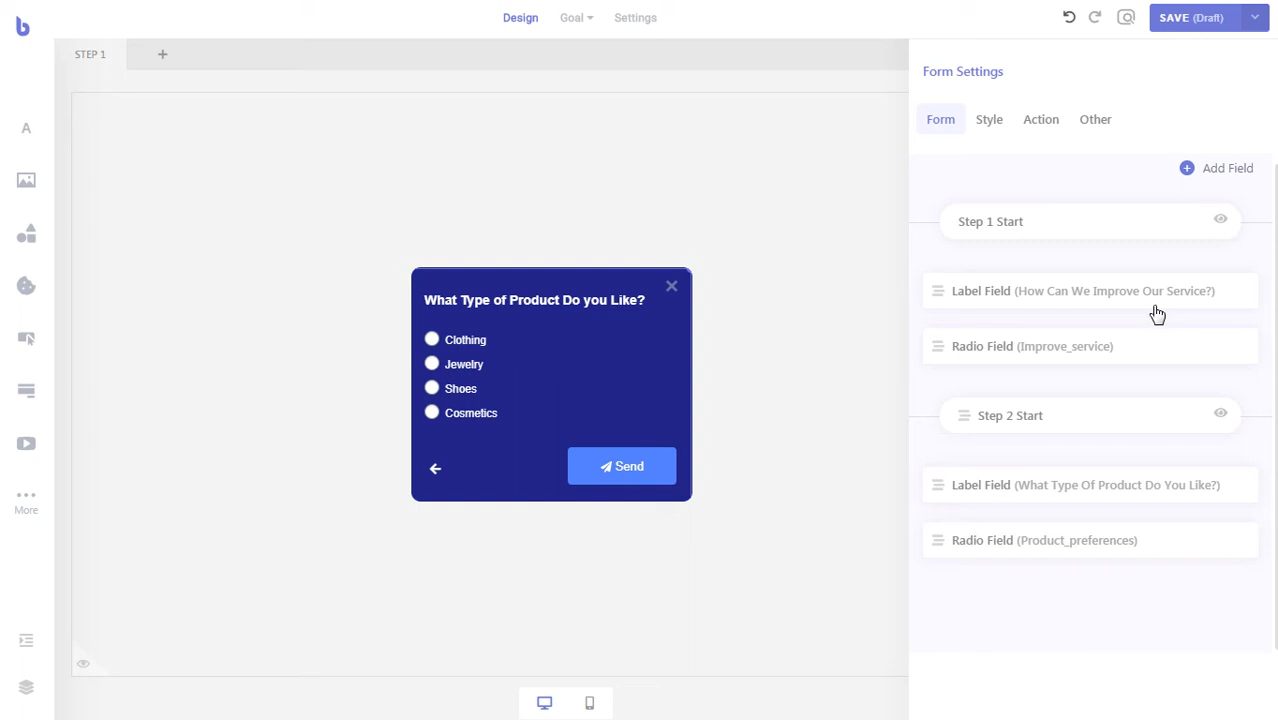 Design Goal Settings
SAVE (Draft)
STEP 1 +
Form Settings
Form Style Action Other
Add Field
Step 1 Start
Label Field (How Can We Improve Our Service?)
Radio Field (Improve_service)
Step 2 Start
Label Field (What Type Of Product Do You Like?)
Radio Field (Product_preferences)
What Type of Product Do you Like?
Clothing
Jewelry
Shoes
Cosmetics
Send
A
More